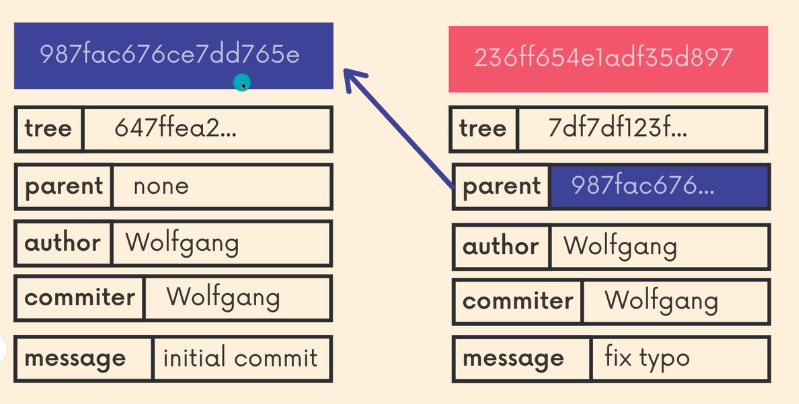 987fac676ce7dd765e
tree 647ffea2...
parent none
author Wolfgang
commiter Wolfgang
message initial commit
236ff654e1adf35d897
tree 7df7df123f...
parent 987fac676...
author Wolfgang
commiter Wolfgang
message fix typo